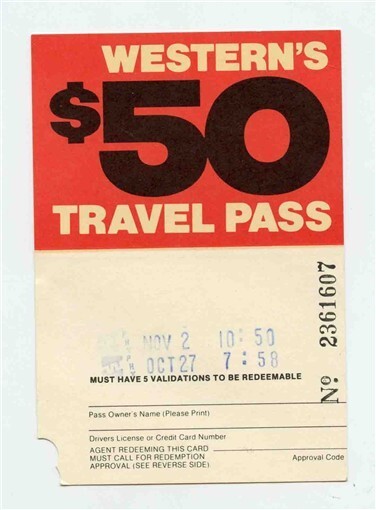 WESTERN'S
$50
TRAVEL PASS
Nº 2361607
NOV 2 10:50
OCT 27 7:58
MUST HAVE 5 VALIDATIONS TO BE REDEEMABLE
Pass Owner's Name (Please Print)
Drivers License or Credit Card Number
AGENT REDEEMING THIS CARD
MUST CALL FOR REDEMPTION
APPROVAL (SEE REVERSE SIDE)
Approval Code